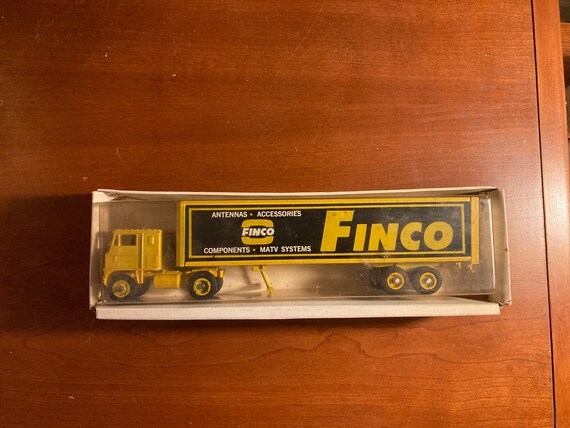 ANTENNAS • ACCESSORIES
FINCO
COMPONENTS • MATV SYSTEMS
FINCO